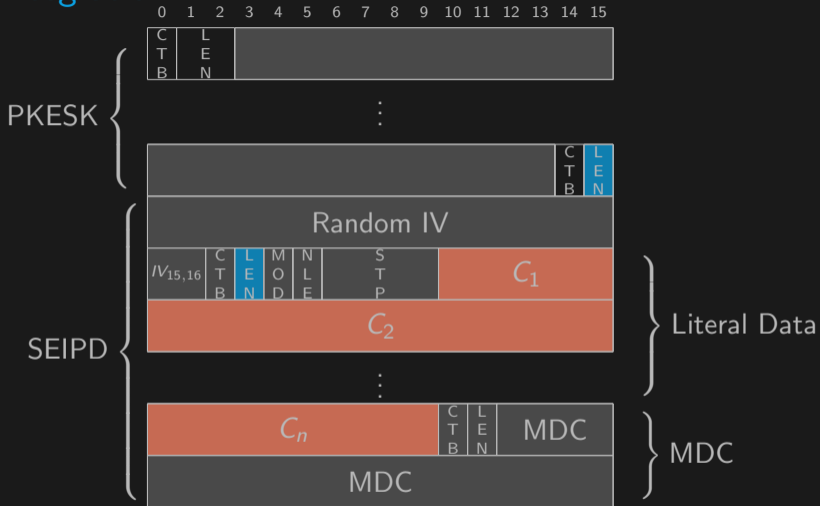 0 1 2 3 4 5 6 7 8 9 10 11 12 13 14 15
CTB LEN
PKESK
⋮
CTB LEN
Random IV
IV15,16 CTB LEN MOD NLE STP C1
C2
Literal Data
SEIPD
⋮
Cn CTB LEN MDC
MDC
MDC